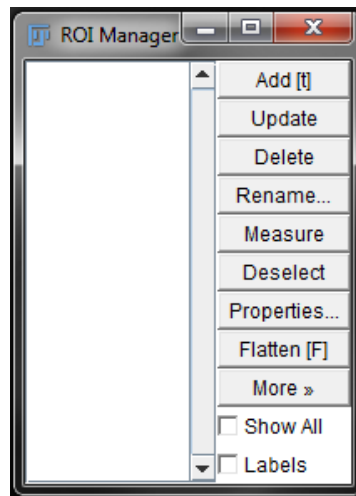 ROI Manager
Add [t]
Update
Delete
Rename...
Measure
Deselect
Properties...
Flatten [F]
More »
Show All
Labels